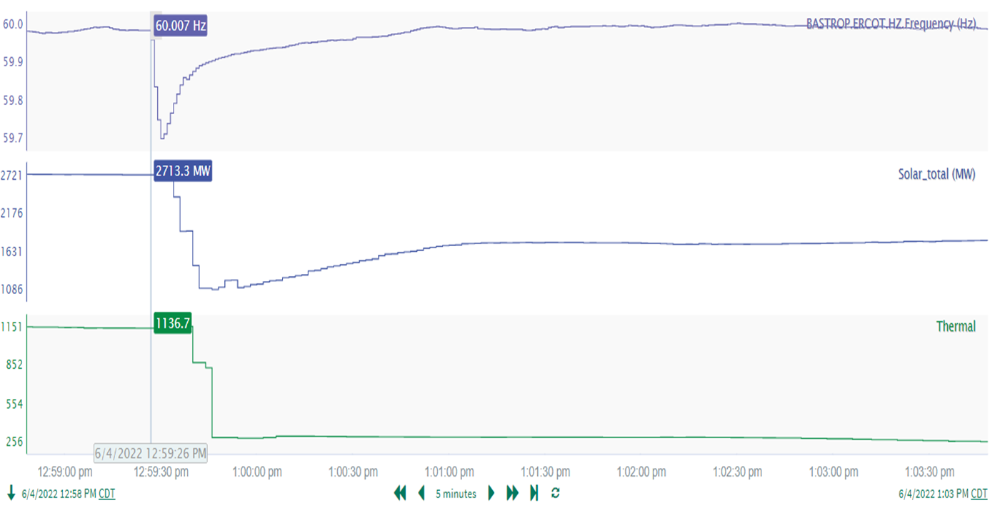 60.0
60.007 Hz
BASTROP.ERCOT.HZ.Frequency (Hz)
59.9
59.8
59.7
2721
2713.3 MW
Solar_total (MW)
2176
1631
1086
1151
1136.7
Thermal
852
554
256
6/4/2022 12:59:26 PM
12:59:00 pm 12:59:30 pm 1:00:00 pm 1:00:30 pm 1:01:00 pm 1:01:30 pm 1:02:00 pm 1:02:30 pm 1:03:00 pm 1:03:30 pm
6/4/2022 12:58 PM CDT 5 minutes 6/4/2022 1:03 PM CDT